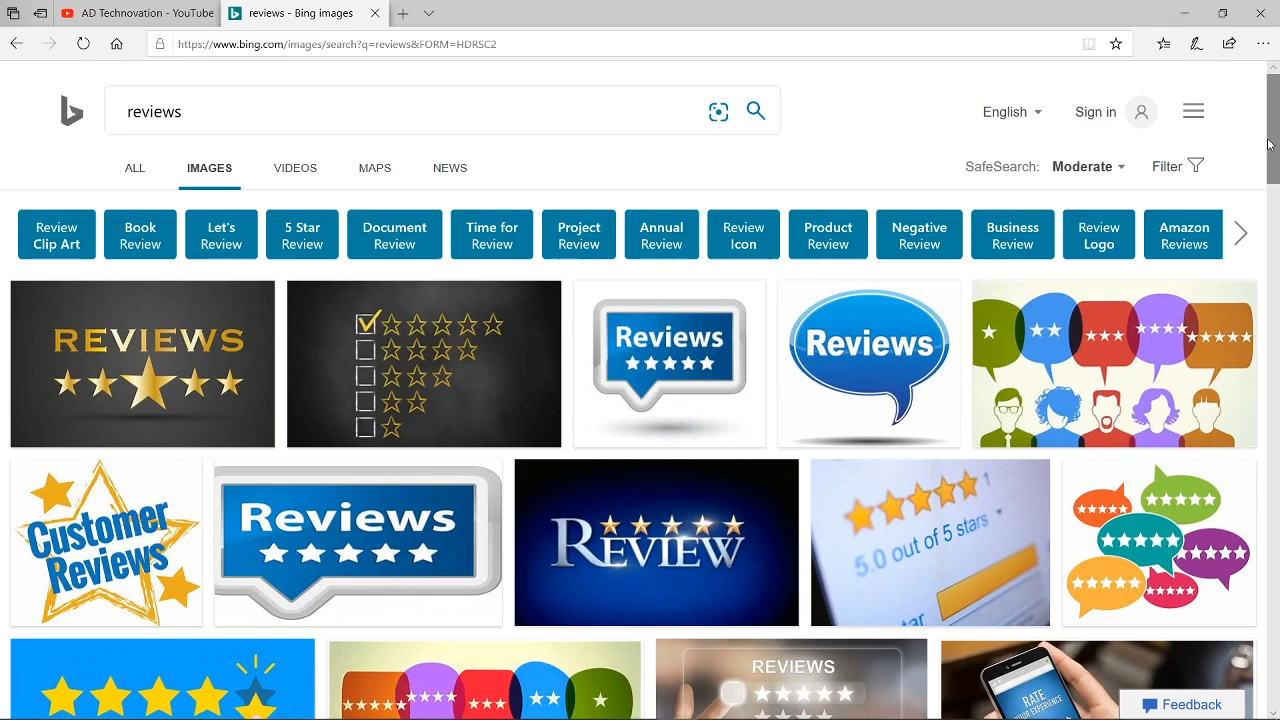 AD Technovation - YouTube
reviews - Bing images
https://www.bing.com/images/search?q=reviews&FORM=HDRSC2
reviews
English
Sign in
ALL
IMAGES
VIDEOS
MAPS
NEWS
SafeSearch:
Moderate
Filter
Review
Clip Art
Book
Review
Let's
Review
5 Star
Review
Document
Review
Time for
Review
Project
Review
Annual
Review
Review
Icon
Product
Review
Negative
Review
Business
Review
Review
Logo
Amazon
Reviews
REVIEWS
Reviews
Reviews
Customer
Reviews
Reviews
REVIEW
5.0 out of 5 stars
star
REVIEWS
RATE
YOUR EXPERIENCE
Feedback